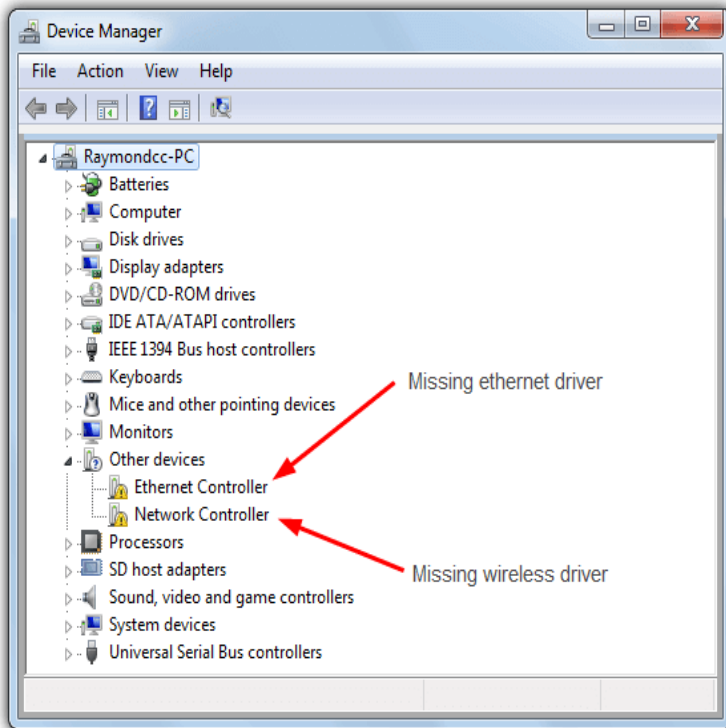 Device Manager
File Action View Help
Raymondcc-PC
Batteries
Computer
Disk drives
Display adapters
DVD/CD-ROM drives
IDE ATA/ATAPI controllers
IEEE 1394 Bus host controllers
Keyboards
Missing ethernet driver
Mice and other pointing devices
Monitors
Other devices
Ethernet Controller
Network Controller
Processors
SD host adapters
Missing wireless driver
Sound, video and game controllers
System devices
Universal Serial Bus controllers